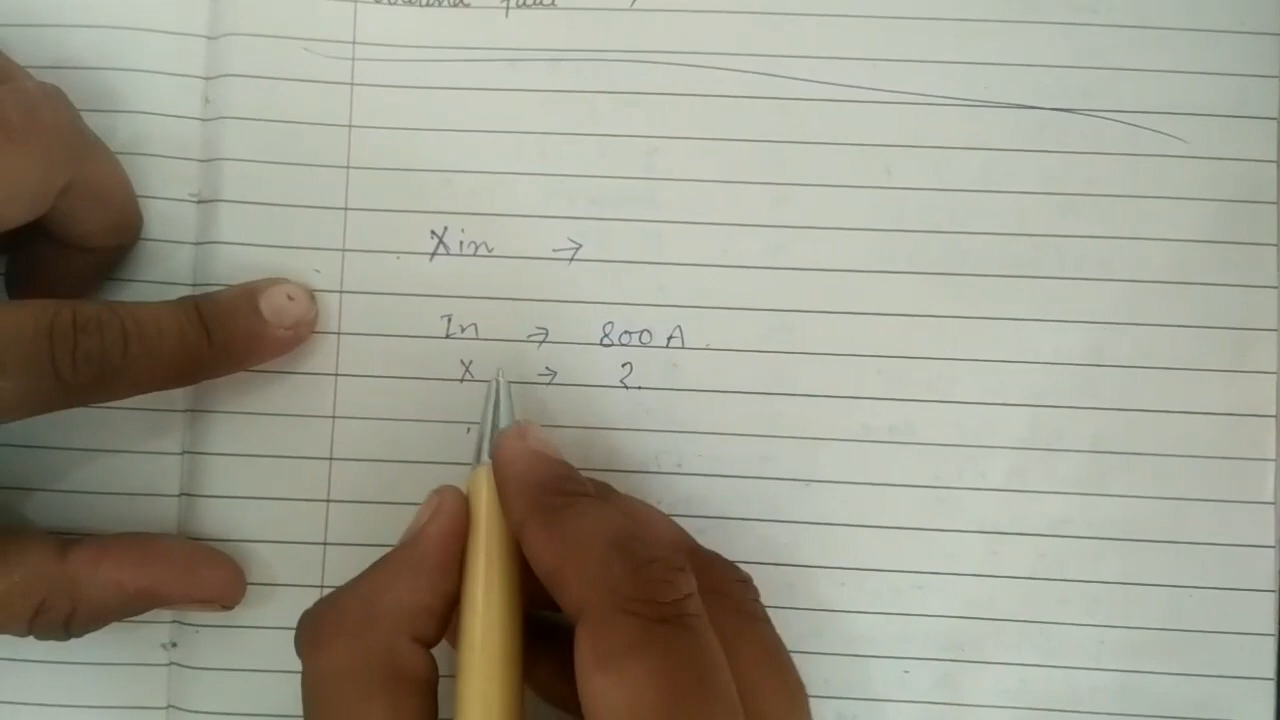 Xin →
In → 800 A.
X → 2.